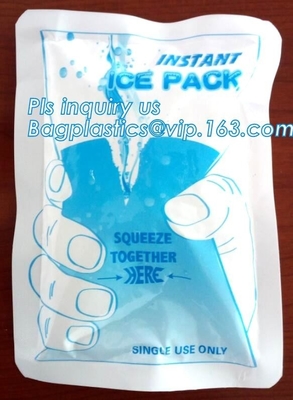 INSTANT
ICE PACK
Pls inquiry us
Bagplastics@vip.163.com
SQUEEZE
TOGETHER
HERE
SINGLE USE ONLY